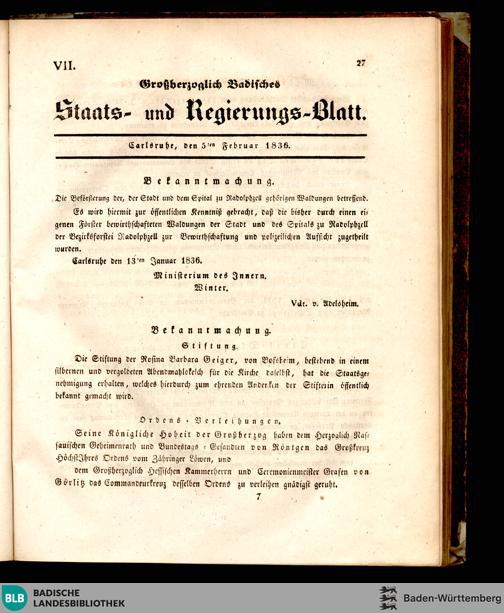 VII.
27
Großherzoglich Badisches
Staats- und Regierungs-Blatt.
Carlsruhe, den 5ten Februar 1836.
Bekanntmachung.
Die Beförsterung der, der Stadt und dem Spital zu Radolphzell gehörigen Waldungen betreffend.
Es wird hiermit zur öffentlichen Kenntniß gebracht, daß die bisher durch einen ei-
genen Förster bewirthschafteten Waldungen der Stadt und des Spitals zu Radolphzell
der Bezirksforstei Radolphzell zur Bewirthschaftung und polizeilichen Aufsicht zugetheilt
wurden.
Carlsruhe den 13ten Januar 1836.
Ministerium des Innern.
Winter.
Vdt. v. Adelsheim.
Bekanntmachung.
Stiftung.
Die Stiftung der Rosina Barbara Geiger, von Bofsheim, bestehend in einem
silbernen und vergoldeten Abendmahlskelch für die Kirche daselbst, hat die Staatsge-
nehmigung erhalten, welches hierdurch zum ehrenden Andenken der Stifterin öffentlich
bekannt gemacht wird.
Ordens-Verleihungen.
Seine Königliche Hoheit der Großherzog haben dem Herzoglich Nas-
sauischen Geheimenrath und Bundestags-Gesandten von Röntgen das Großkreuz
HöchstIhres Ordens vom Zähringer Löwen, und
dem Großherzoglich Hessischen Kammerherrn und Ceremonienmeister Grafen von
Görlitz das Commandeurkreuz desselben Ordens zu verleihen gnädigst geruht.
7
BLB BADISCHE
LANDESBIBLIOTHEK
Baden-Württemberg